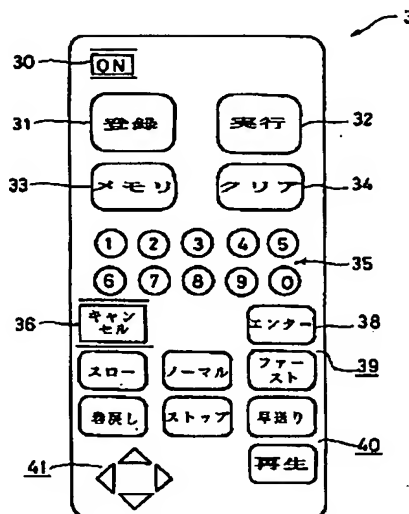 3
30 ON
31 登録 実行 32
33 メモリ クリア 34
1 2 3 4 5
35
6 7 8 9 0
36 キャンセル エンター 38
スロー ノーマル ファースト 39
巻戻し ストップ 早送り
40
41 再生